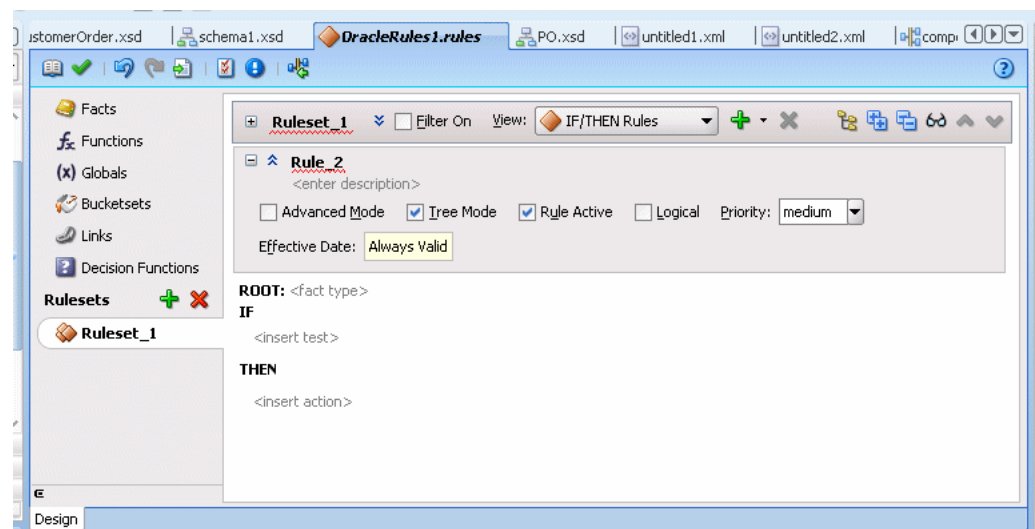 ustomerOrder.xsd schema1.xsd OracleRules1.rules PO.xsd untitled1.xml untitled2.xml comp
Facts
fx Functions
(x) Globals
Bucketsets
Links
Decision Functions
Rulesets
Ruleset_1
Ruleset_1 Filter On View: IF/THEN Rules
Rule_2
<enter description>
Advanced Mode Tree Mode Rule Active Logical Priority: medium
Effective Date: Always Valid
ROOT: <fact type>
IF
<insert test>
THEN
<insert action>
Design